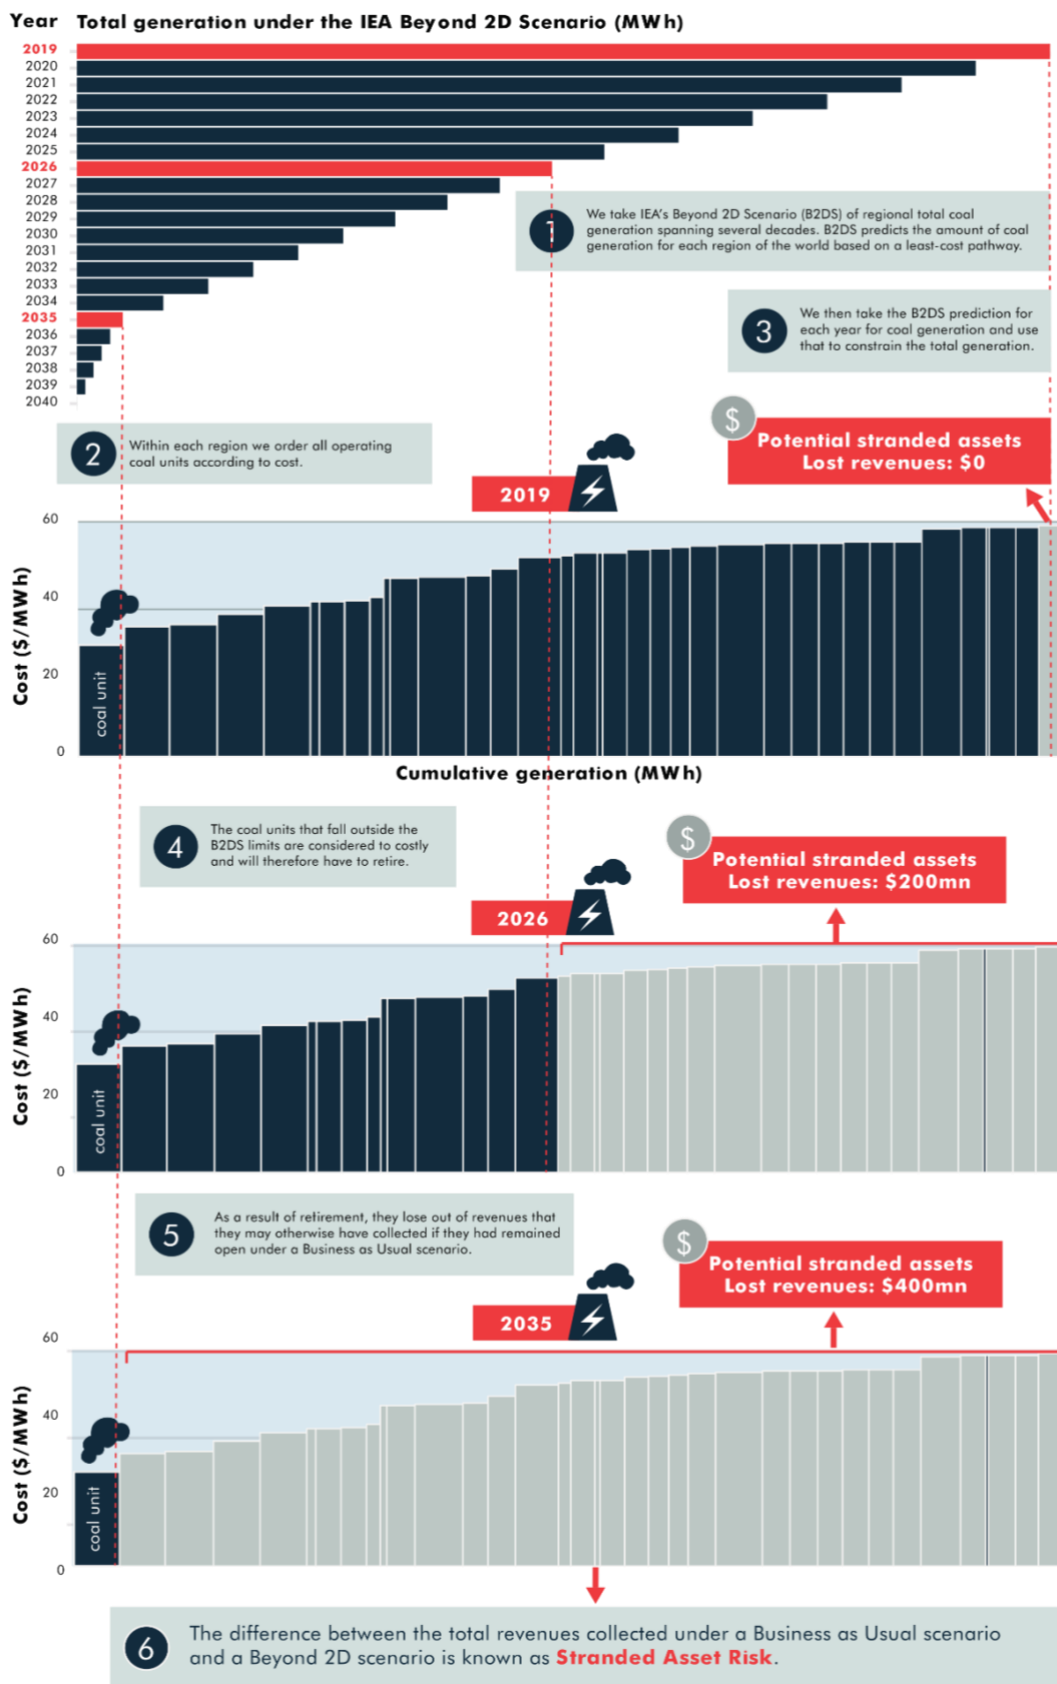 Year Total generation under the IEA Beyond 2D Scenario (MWh)
2019
2020
2021
2022
2023
2024
2025
2026
2027
2028
2029
2030
2031
2032
2033
2034
2035
2036
2037
2038
2039
2040
1
We take IEA's Beyond 2D Scenario (B2DS) of regional total coal
generation spanning several decades. B2DS predicts the amount of coal
generation for each region of the world based on a least-cost pathway.
3
We then take the B2DS prediction for
each year for coal generation and use
that to constrain the total generation.
2
Within each region we order all operating
coal units according to cost.
$
Potential stranded assets
Lost revenues: $0
2019
60
40
20
0
Cost ($/MWh)
coal unit
Cumulative generation (MWh)
4
The coal units that fall outside the
B2DS limits are considered to costly
and will therefore have to retire.
$
Potential stranded assets
Lost revenues: $200mn
2026
60
40
20
0
Cost ($/MWh)
coal unit
5
As a result of retirement, they lose out of revenues that
they may otherwise have collected if they had remained
open under a Business as Usual scenario.
$
Potential stranded assets
Lost revenues: $400mn
2035
60
40
20
0
Cost ($/MWh)
coal unit
6
The difference between the total revenues collected under a Business as Usual scenario
and a Beyond 2D scenario is known as Stranded Asset Risk.